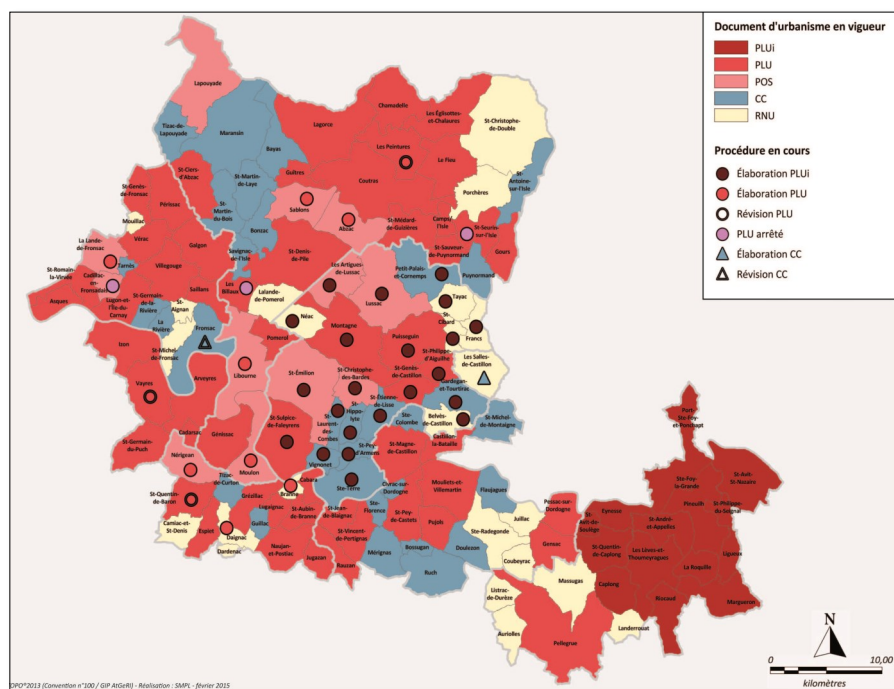 Document d'urbanisme en vigueur
PLUi
PLU
POS
CC
RNU
Procédure en cours
Élaboration PLUi
Élaboration PLU
Révision PLU
PLU arrêté
Élaboration CC
Révision CC
Lapouyade
Tizac-de-
Lapouyade
Maransin
Bayas
Lagorce
Chamadelle
Les Églisottes-
et-Chalaures
St-Christophe-
de-Double
Les Peintures
Le Fieu
St-
Antoine-
sur-l'Isle
St-Ciers-
d'Abzac
St-Martin-
de-Laye
Guîtres
Coutras
Porchères
St-Genès-
de-Fronsac
Périssac
St-
Martin-
du-Bois
Sablons
Abzac
St-Médard-
de-Guizières
Camps/
l'Isle
St-Seurin-
sur-l'Isle
Mouillac
Vérac
Bonzac
Gours
La Lande-
de-Fronsac
Galgon
Savignac-
de-l'Isle
St-Denis-
de-Pile
St-Sauveur-
de-Puynormand
St-Romain-
la-Virvée
Tarnès
Villegouge
Les Artigues-
de-Lussac
Petit-Palais-
et-Cornemps
Puynormand
Cadillac-
en-Fronsadais
Saillans
Les
Billaux
Lalande-
de-Pomerol
Lussac
Tayac
Asques
Lugon-et-
l'Île-du-
Carnay
St-Germain-
de-la-
Rivière
St-
Aignan
Néac
St-
Cibard
Francs
La
Rivière
Fronsac
Pomerol
Montagne
Puisseguin
Izon
St-Michel-
de-Fronsac
St-Philippe-
d'Aiguilhe
Les Salles-
de-Castillon
Libourne
St-Émilion
St-Christophe-
des-Bardes
St-Genès-
de-Castillon
Vayres
Arveyres
St-Étienne-
de-Lisse
Gardegan-
et-Tourtirac
St-
Hippo-
lyte
Ste-
Colombe
Belvès-
de-Castillon
St-Michel-
de-Montaigne
St-Germain-
du-Puch
Cadarsac
Génissac
St-Sulpice-
de-Faleyrens
St-
Laurent-
des-
Combes
St-Pey-
d'Armens
St-Magne-
de-Castillon
Castillon-
la-Bataille
Port-
Ste-Foy-
et-Ponchapt
Nérigean
Moulon
Vignonet
Tizac-
de-Curton
Branne
Cabara
Ste-Terre
Civrac-sur-
Dordogne
Mouliets-et-
Villemartin
Flaujagues
Ste-Foy-
la-Grande
St-Avit-
St-Nazaire
St-Quentin-
de-Baron
Grézillac
Lugaignac
St-Aubin-
de-Branne
St-Jean-
de-Blaignac
Ste-
Florence
St-Pey-
de-Castets
Pujols
Juillac
Pessac-sur-
Dordogne
Eynesse
Pineuilh
St-Philippe-
du-Seignal
Camiac-et-
St-Denis
Espiet
Daignac
Guillac
St-Vincent-
de-Pertignas
Ste-Radegonde
Gensac
St-
Avit-de-
Soulège
St-André-
et-Appelles
Dardenac
Naujan-
et-Postiac
Jugazan
Rauzan
Mérignas
Bossugan
Doulezon
Coubeyrac
St-Quentin-
de-Caplong
Les Lèves-et-
Thoumeyragues
Ligueux
La Roquille
Ruch
Massugas
Caplong
Listrac-
de-Durèze
Riocaud
Margueron
Auriolles
Landerrouat
Pellegrue
N
0
10,00
kilomètres
OPO®2013 (Convention n°100 / GIP AtGeRi) - Réalisation : SMPL - février 2015